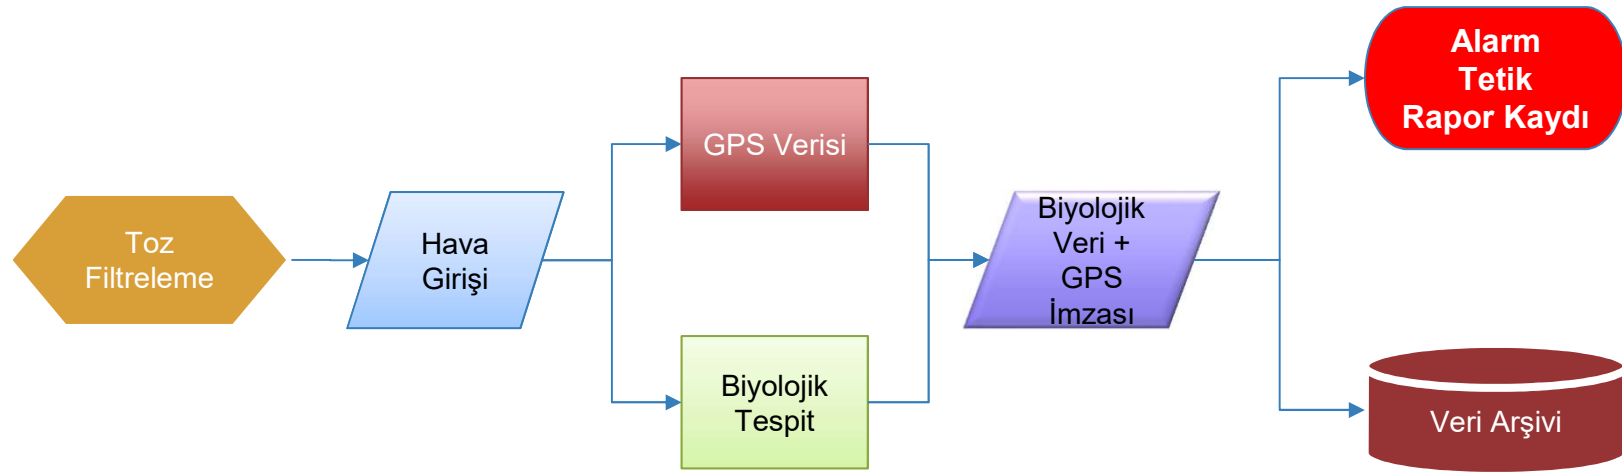 Toz
Filtreleme
Hava
Girişi
GPS Verisi
Biyolojik
Tespit
Biyolojik
Veri +
GPS
İmzası
Alarm
Tetik
Rapor Kaydı
Veri Arşivi